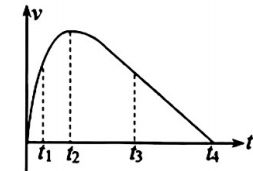 v
t₁ t₂ t₃ t₄ t